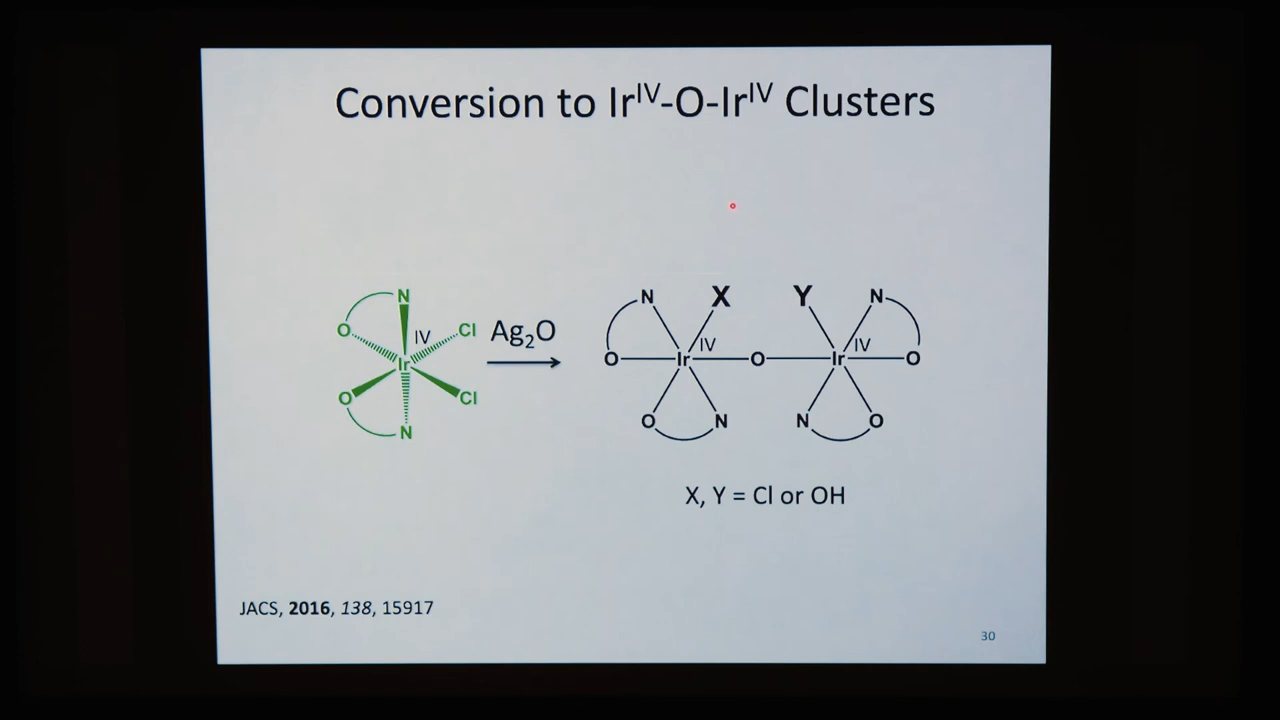 Conversion to Ir^IV-O-Ir^IV Clusters
N
O
IV
Cl
Ir
O
Cl
N
Ag₂O
N
X
Y
N
IV
IV
O
Ir
O
Ir
O
O
N
N
O
X, Y = Cl or OH
JACS, 2016, 138, 15917
30